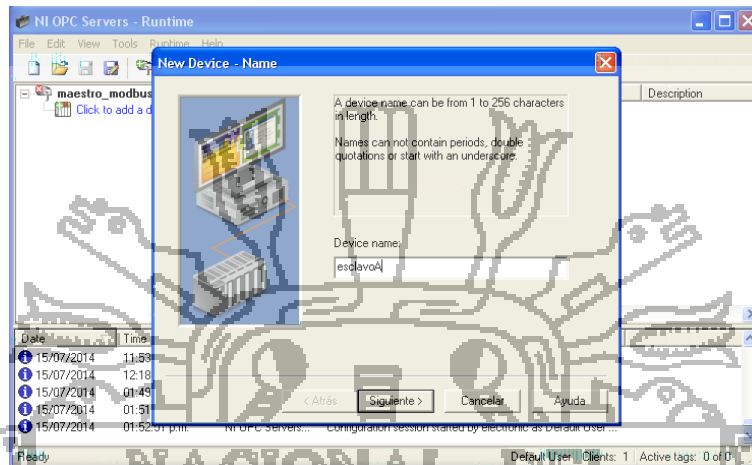 NI OPC Servers - Runtime
File Edit View Tools Runtime Help
New Device - Name
maestro_modbus
Click to add a d
Description
A device name can be from 1 to 256 characters
in length.
Names can not contain periods, double
quotations or start with an underscore.
Device name:
esclavoA
Date Time
15/07/2014 11:53
15/07/2014 12:18
15/07/2014 01:49
15/07/2014 01:51
15/07/2014 01:52:51 p.m. NI OPC Servers... Configuration session started by electronic as Default User ...
< Atrás Siguiente > Cancelar Ayuda
Ready Default User Clients: 1 Active tags: 0 of 0
NACIONAL